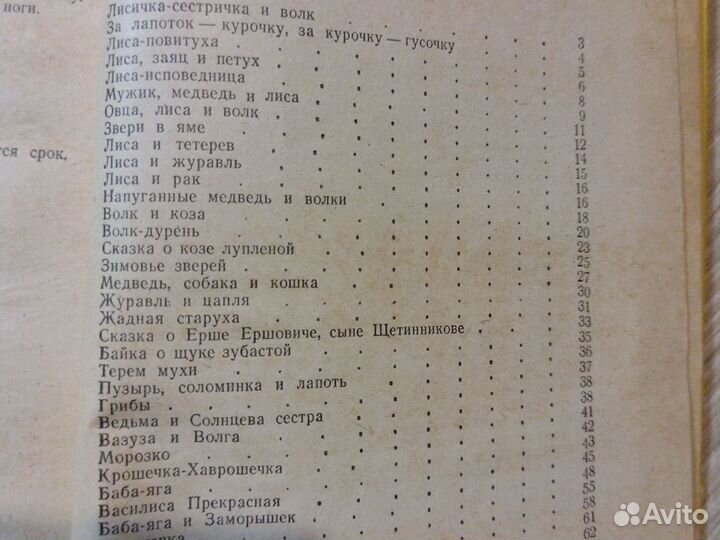 ноги.
тся срок,
Лисичка-сестричка и волк . . . 3
За лапоток — курочку, за курочку — гусочку 4
Лиса-повитуха . . . 5
Лиса, заяц и петух . . . 6
Лиса-исповедница . . . 8
Мужик, медведь и лиса . . . 9
Овца, лиса и волк . . . 11
Звери в яме . . . 12
Лиса и тетерев . . . 14
Лиса и журавль . . . 15
Лиса и рак . . . 16
Напуганные медведь и волки . . . 16
Волк и коза . . . 18
Волк-дуре́нь . . . 20
Сказка о козе лупленой . . . 23
Зимовье зверей . . . 25
Медведь, собака и кошка . . . 27
Журавль и цапля . . . 30
Жадная старуха . . . 31
Сказка о Ерше Ершовиче, сыне Щетинникове . . . 33
Байка о щуке зубастой . . . 35
Терем мухи . . . 36
Пузырь, соломинка и лапоть . . . 37
Грибы . . . 38
Ведьма и Солнцева сестра . . . 38
Вазуза и Волга . . . 41
Морозко . . . 42
Крошечка-Хаврошечка . . . 43
Баба-яга . . . 45
Василиса Прекрасная . . . 48
Баба-яга и Заморышек . . . 55
58
61
62
Avito